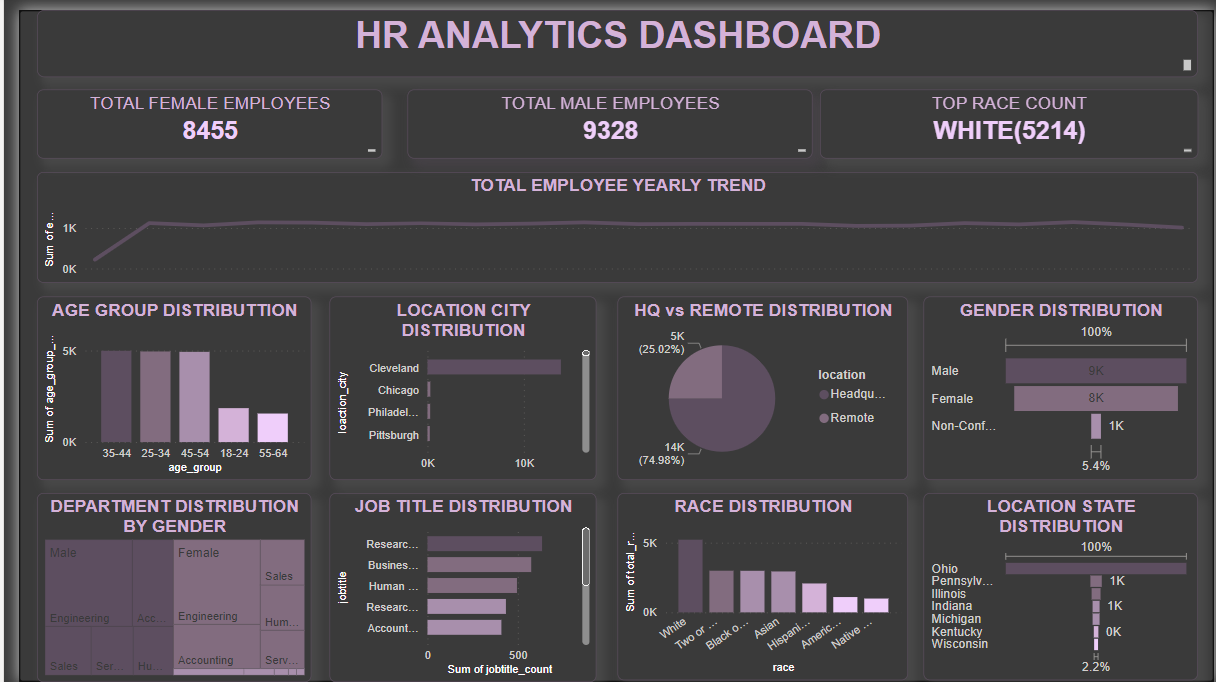 HR ANALYTICS DASHBOARD
TOTAL FEMALE EMPLOYEES
8455
TOTAL MALE EMPLOYEES
9328
TOP RACE COUNT
WHITE(5214)
TOTAL EMPLOYEE YEARLY TREND
Sum of e...
1K
0K
AGE GROUP DISTRIBUTTION
Sum of age_group_...
5K
0K
35-44
25-34
45-54
18-24
55-64
age_group
LOCATION CITY
DISTRIBUTION
loaction_city
Cleveland
Chicago
Philadel...
Pittsburgh
0K
10K
HQ vs REMOTE DISTRIBUTION
5K
(25.02%)
14K
(74.98%)
location
Headqu...
Remote
GENDER DISTRIBUTION
100%
Male
9K
Female
8K
Non-Conf...
1K
5.4%
DEPARTMENT DISTRIBUTION
BY GENDER
Male
Engineering
Acc...
Sales
Ser...
Hu...
Female
Engineering
Accounting
Sales
Hum...
Serv...
JOB TITLE DISTRIBUTION
jobtitle
Researc...
Busines...
Human ...
Researc...
Account...
0
500
Sum of jobtitle_count
RACE DISTRIBUTION
Sum of total_r...
5K
0K
White
Two or ...
Black o...
Asian
Hispani...
Americ...
Native ...
race
LOCATION STATE
DISTRIBUTION
100%
Ohio
Pennsylv...
1K
Illinois
Indiana
1K
Michigan
Kentucky
0K
Wisconsin
2.2%